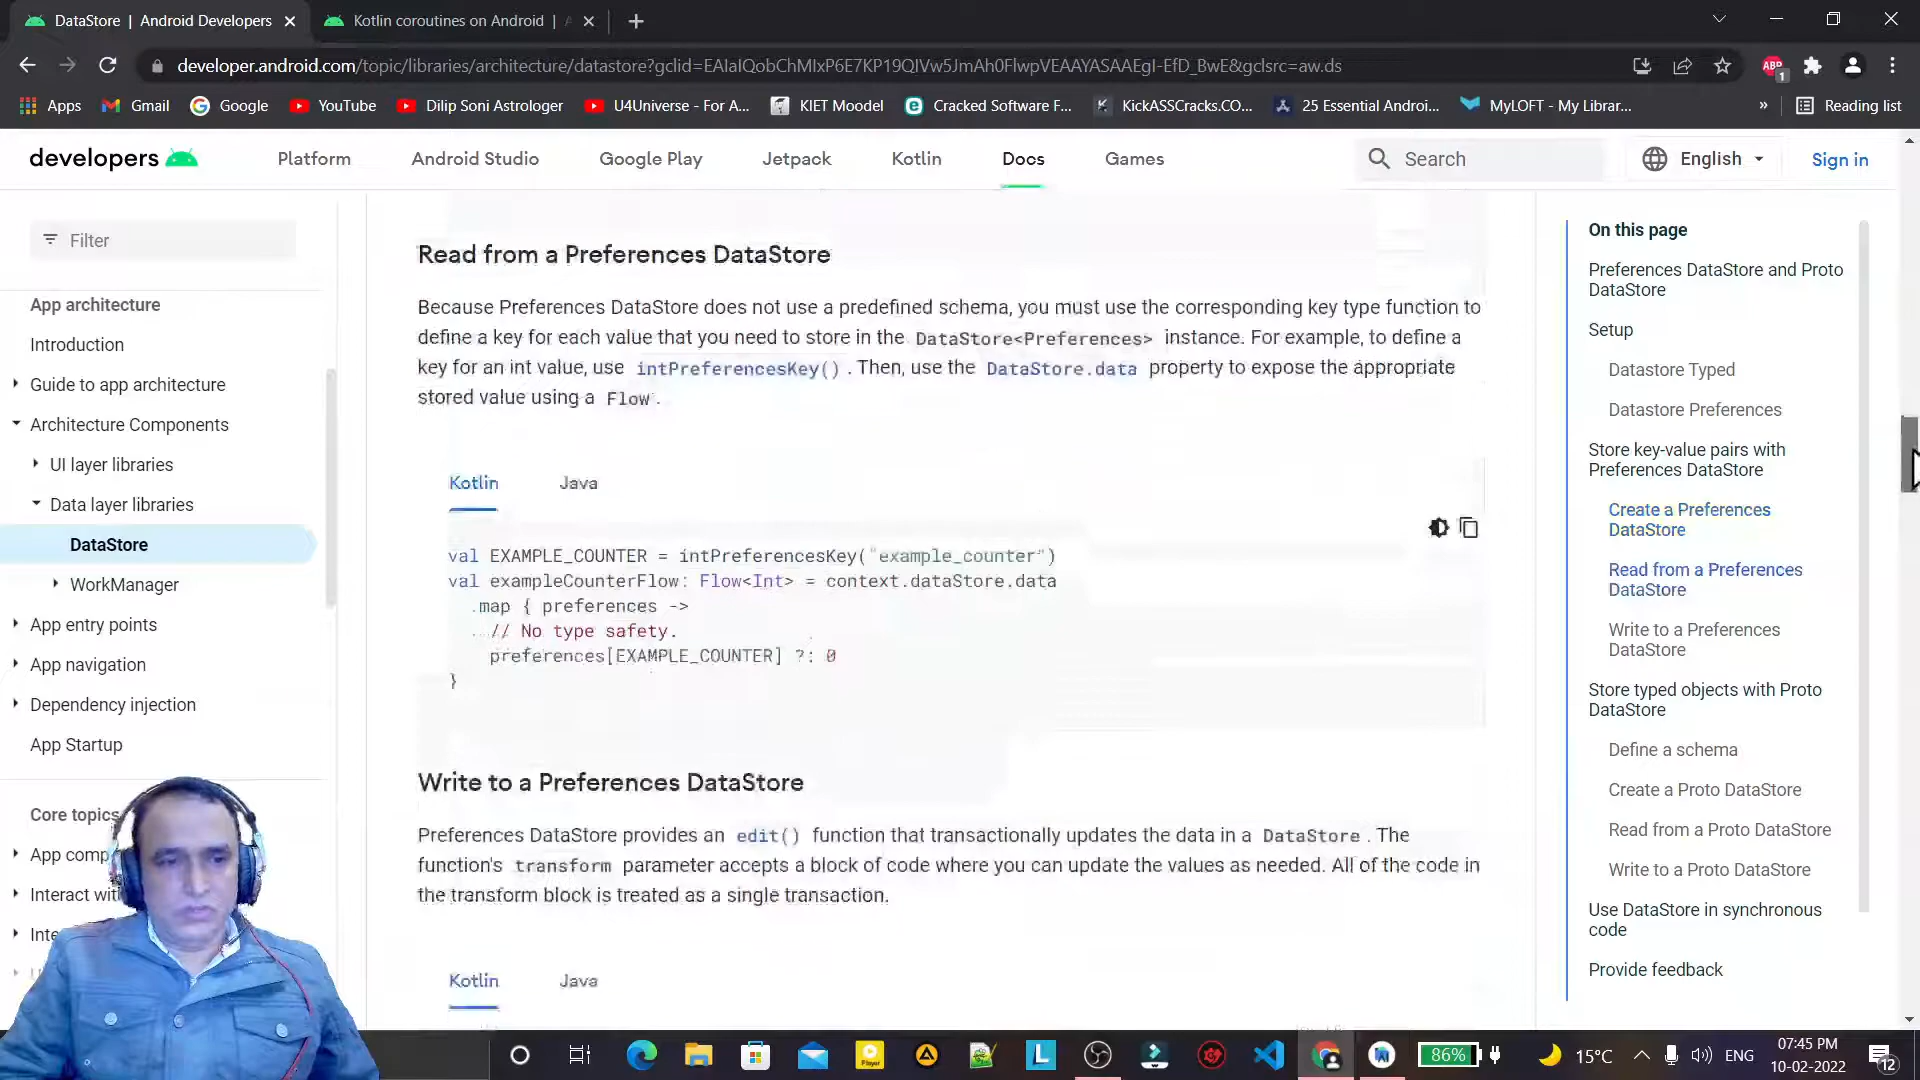 DataStore | Android Developers
Kotlin coroutines on Android |
developer.android.com/topic/libraries/architecture/datastore?gclid=EAIaIQobChMIxP6E7KP19QIVw5JmAh0FlwpVEAAYASAAEgI-EfD_BwE&gclsrc=aw.ds
ABP
1
Apps
Gmail
Google
YouTube
Dilip Soni Astrologer
U4Universe - For A...
KIET Moodel
Cracked Software F...
KickASSCracks.CO...
25 Essential Androi...
MyLOFT - My Librar...
»
Reading list
developers
Platform
Android Studio
Google Play
Jetpack
Kotlin
Docs
Games
Search
English
Sign in
Filter
App architecture
Introduction
Guide to app architecture
Architecture Components
UI layer libraries
Data layer libraries
DataStore
WorkManager
App entry points
App navigation
Dependency injection
App Startup
Core topics
App comp
Interact wit
Inte
Read from a Preferences DataStore
Because Preferences DataStore does not use a predefined schema, you must use the corresponding key type function to
define a key for each value that you need to store in the DataStore<Preferences> instance. For example, to define a
key for an int value, use intPreferencesKey(). Then, use the DataStore.data property to expose the appropriate
stored value using a Flow.
Kotlin
Java
val EXAMPLE_COUNTER = intPreferencesKey("example_counter")
val exampleCounterFlow: Flow<Int> = context.dataStore.data
.map { preferences ->
// No type safety.
preferences[EXAMPLE_COUNTER] ?: 0
}
Write to a Preferences DataStore
Preferences DataStore provides an edit() function that transactionally updates the data in a DataStore. The
function's transform parameter accepts a block of code where you can update the values as needed. All of the code in
the transform block is treated as a single transaction.
Kotlin
Java
On this page
Preferences DataStore and Proto
DataStore
Setup
Datastore Typed
Datastore Preferences
Store key-value pairs with
Preferences DataStore
Create a Preferences
DataStore
Read from a Preferences
DataStore
Write to a Preferences
DataStore
Store typed objects with Proto
DataStore
Define a schema
Create a Proto DataStore
Read from a Proto DataStore
Write to a Proto DataStore
Use DataStore in synchronous
code
Provide feedback
Player
L
86%
15°C
ENG
07:45 PM
10-02-2022
12